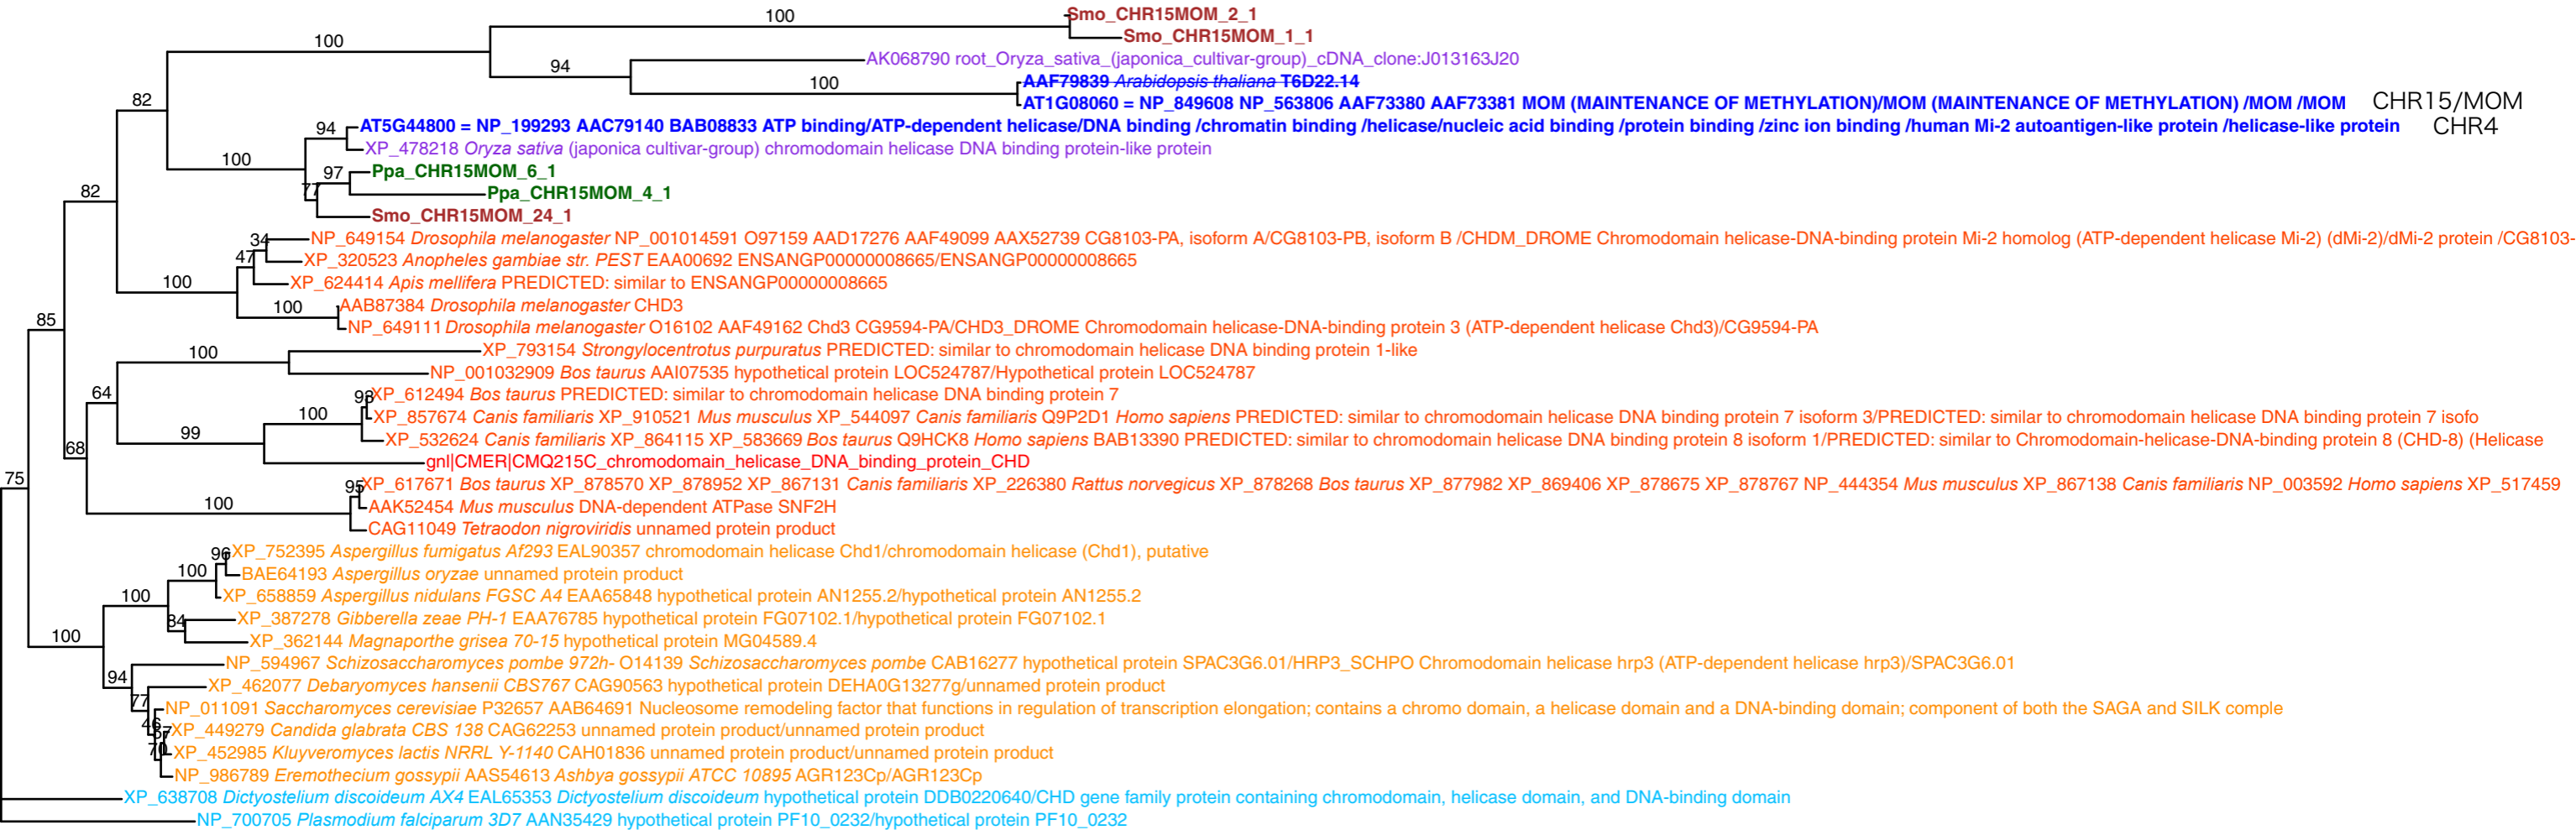 100 Smo_CHR15MOM_2_1
100 Smo_CHR15MOM_1_1
94 AK068790 root_Oryza_sativa_(japonica_cultivar-group)_cDNA_clone:J013163J20
100 AAF79839 Arabidopsis thaliana T6D22.14
82 AT1G08060 = NP_849608 NP_563806 AAF73380 AAF73381 MOM (MAINTENANCE OF METHYLATION)/MOM (MAINTENANCE OF METHYLATION) /MOM /MOM CHR15/MOM
94 AT5G44800 = NP_199293 AAC79140 BAB08833 ATP binding/ATP-dependent helicase/DNA binding /chromatin binding /helicase/nucleic acid binding /protein binding /zinc ion binding /human Mi-2 autoantigen-like protein /helicase-like protein CHR4
100 XP_478218 Oryza sativa (japonica cultivar-group) chromodomain helicase DNA binding protein-like protein
97 Ppa_CHR15MOM_6_1
82 77 Ppa_CHR15MOM_4_1
Smo_CHR15MOM_24_1
34 NP_649154 Drosophila melanogaster NP_001014591 O97159 AAD17276 AAF49099 AAX52739 CG8103-PA, isoform A/CG8103-PB, isoform B /CHDM_DROME Chromodomain helicase-DNA-binding protein Mi-2 homolog (ATP-dependent helicase Mi-2) (dMi-2)/dMi-2 protein /CG8103-
47 XP_320523 Anopheles gambiae str. PEST EAA00692 ENSANGP00000008665/ENSANGP00000008665
100 XP_624414 Apis mellifera PREDICTED: similar to ENSANGP00000008665
100 AAB87384 Drosophila melanogaster CHD3
85 NP_649111 Drosophila melanogaster O16102 AAF49162 Chd3 CG9594-PA/CHD3_DROME Chromodomain helicase-DNA-binding protein 3 (ATP-dependent helicase Chd3)/CG9594-PA
100 XP_793154 Strongylocentrotus purpuratus PREDICTED: similar to chromodomain helicase DNA binding protein 1-like
NP_001032909 Bos taurus AAI07535 hypothetical protein LOC524787/Hypothetical protein LOC524787
64 98 XP_612494 Bos taurus PREDICTED: similar to chromodomain helicase DNA binding protein 7
100 XP_857674 Canis familiaris XP_910521 Mus musculus XP_544097 Canis familiaris Q9P2D1 Homo sapiens PREDICTED: similar to chromodomain helicase DNA binding protein 7 isoform 3/PREDICTED: similar to chromodomain helicase DNA binding protein 7 isofo
99 XP_532624 Canis familiaris XP_864115 XP_583669 Bos taurus Q9HCK8 Homo sapiens BAB13390 PREDICTED: similar to chromodomain helicase DNA binding protein 8 isoform 1/PREDICTED: similar to Chromodomain-helicase-DNA-binding protein 8 (CHD-8) (Helicase
68 gnl|CMER|CMQ215C_chromodomain_helicase_DNA_binding_protein_CHD
75 95 XP_617671 Bos taurus XP_878570 XP_878952 XP_867131 Canis familiaris XP_226380 Rattus norvegicus XP_878268 Bos taurus XP_877982 XP_869406 XP_878675 XP_878767 NP_444354 Mus musculus XP_867138 Canis familiaris NP_003592 Homo sapiens XP_517459
100 AAK52454 Mus musculus DNA-dependent ATPase SNF2H
CAG11049 Tetraodon nigroviridis unnamed protein product
96 XP_752395 Aspergillus fumigatus Af293 EAL90357 chromodomain helicase Chd1/chromodomain helicase (Chd1), putative
100 BAE64193 Aspergillus oryzae unnamed protein product
100 XP_658859 Aspergillus nidulans FGSC A4 EAA65848 hypothetical protein AN1255.2/hypothetical protein AN1255.2
84 XP_387278 Gibberella zeae PH-1 EAA76785 hypothetical protein FG07102.1/hypothetical protein FG07102.1
100 XP_362144 Magnaporthe grisea 70-15 hypothetical protein MG04589.4
94 NP_594967 Schizosaccharomyces pombe 972h- O14139 Schizosaccharomyces pombe CAB16277 hypothetical protein SPAC3G6.01/HRP3_SCHPO Chromodomain helicase hrp3 (ATP-dependent helicase hrp3)/SPAC3G6.01
XP_462077 Debaryomyces hansenii CBS767 CAG90563 hypothetical protein DEHA0G13277g/unnamed protein product
77 NP_011091 Saccharomyces cerevisiae P32657 AAB64691 Nucleosome remodeling factor that functions in regulation of transcription elongation; contains a chromo domain, a helicase domain and a DNA-binding domain; component of both the SAGA and SILK comple
46 XP_449279 Candida glabrata CBS 138 CAG62253 unnamed protein product/unnamed protein product
70 XP_452985 Kluyveromyces lactis NRRL Y-1140 CAH01836 unnamed protein product/unnamed protein product
NP_986789 Eremothecium gossypii AAS54613 Ashbya gossypii ATCC 10895 AGR123Cp/AGR123Cp
XP_638708 Dictyostelium discoideum AX4 EAL65353 Dictyostelium discoideum hypothetical protein DDB0220640/CHD gene family protein containing chromodomain, helicase domain, and DNA-binding domain
NP_700705 Plasmodium falciparum 3D7 AAN35429 hypothetical protein PF10_0232/hypothetical protein PF10_0232